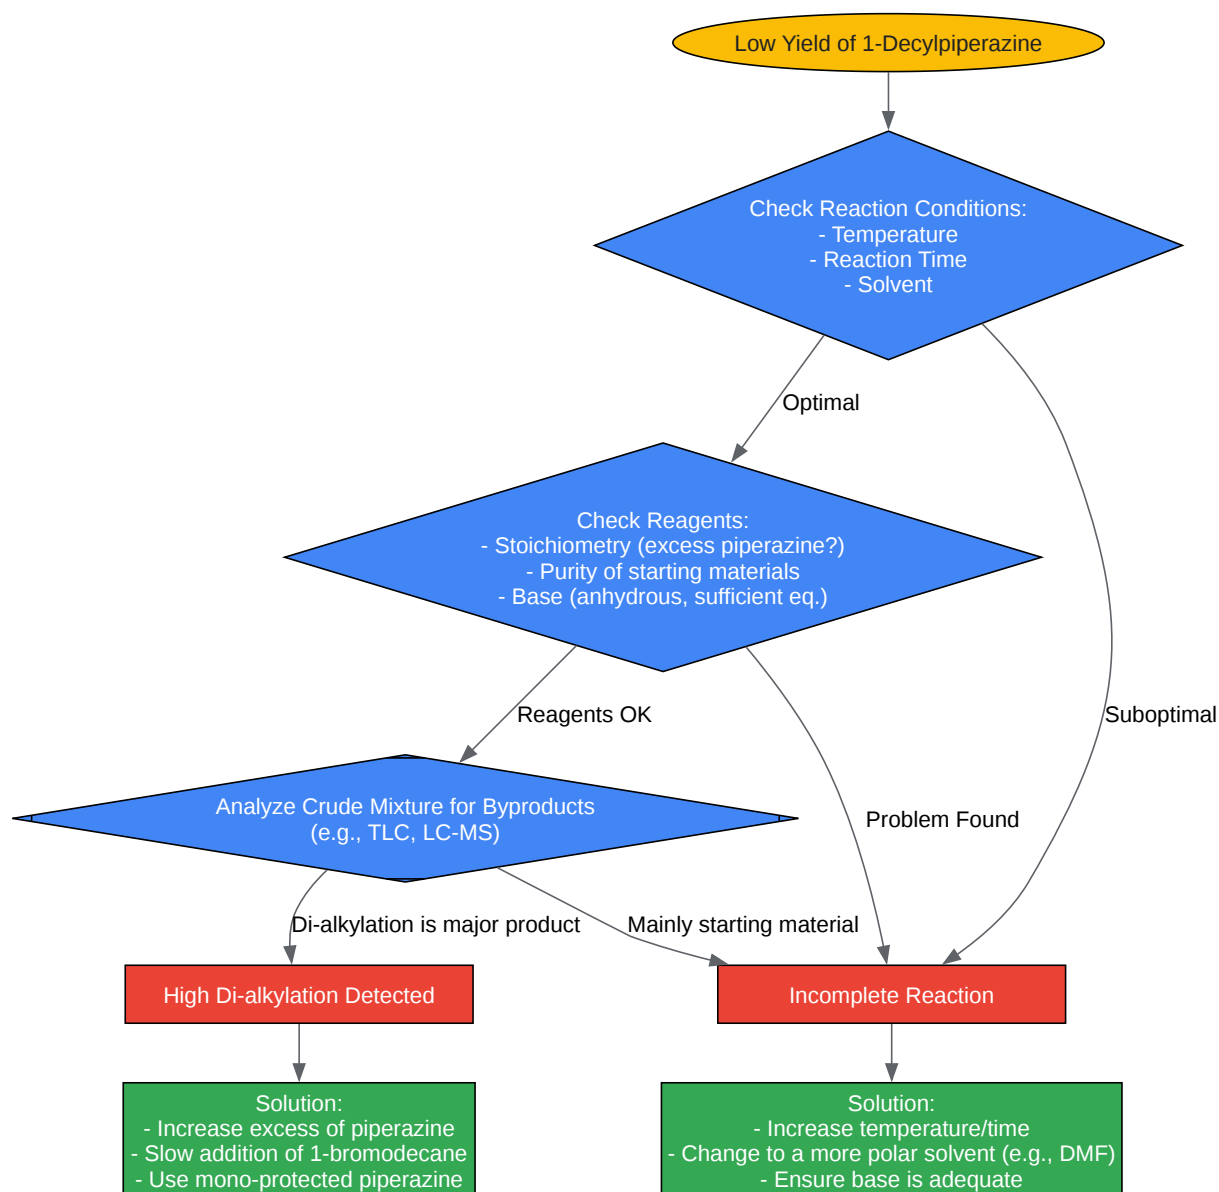 Low Yield of 1-Decylpiperazine
Check Reaction Conditions:
- Temperature
- Reaction Time
- Solvent
Optimal
Check Reagents:
- Stoichiometry (excess piperazine?)
- Purity of starting materials
- Base (anhydrous, sufficient eq.)
Reagents OK
Suboptimal
Analyze Crude Mixture for Byproducts
(e.g., TLC, LC-MS)
Problem Found
Di-alkylation is major product
Mainly starting material
High Di-alkylation Detected
Incomplete Reaction
Solution:
- Increase excess of piperazine
- Slow addition of 1-bromodecane
- Use mono-protected piperazine
Solution:
- Increase temperature/time
- Change to a more polar solvent (e.g., DMF)
- Ensure base is adequate